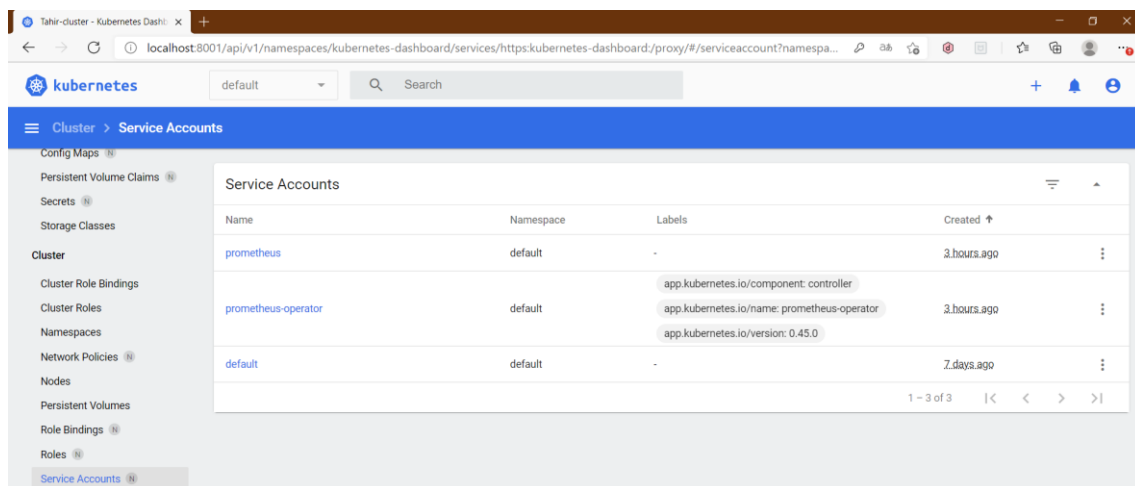 Tahir-cluster - Kubernetes Dashb
localhost:8001/api/v1/namespaces/kubernetes-dashboard/services/https:kubernetes-dashboard:/proxy/#/serviceaccount?namespa...
kubernetes
default
Search
Cluster > Service Accounts
Config Maps N
Persistent Volume Claims N
Secrets N
Storage Classes
Cluster
Cluster Role Bindings
Cluster Roles
Namespaces
Network Policies N
Nodes
Persistent Volumes
Role Bindings N
Roles N
Service Accounts N
Service Accounts
Name Namespace Labels Created
prometheus default - 3 hours ago
app.kubernetes.io/component: controller
prometheus-operator default app.kubernetes.io/name: prometheus-operator 3 hours ago
app.kubernetes.io/version: 0.45.0
default default - 7 days ago
1 – 3 of 3